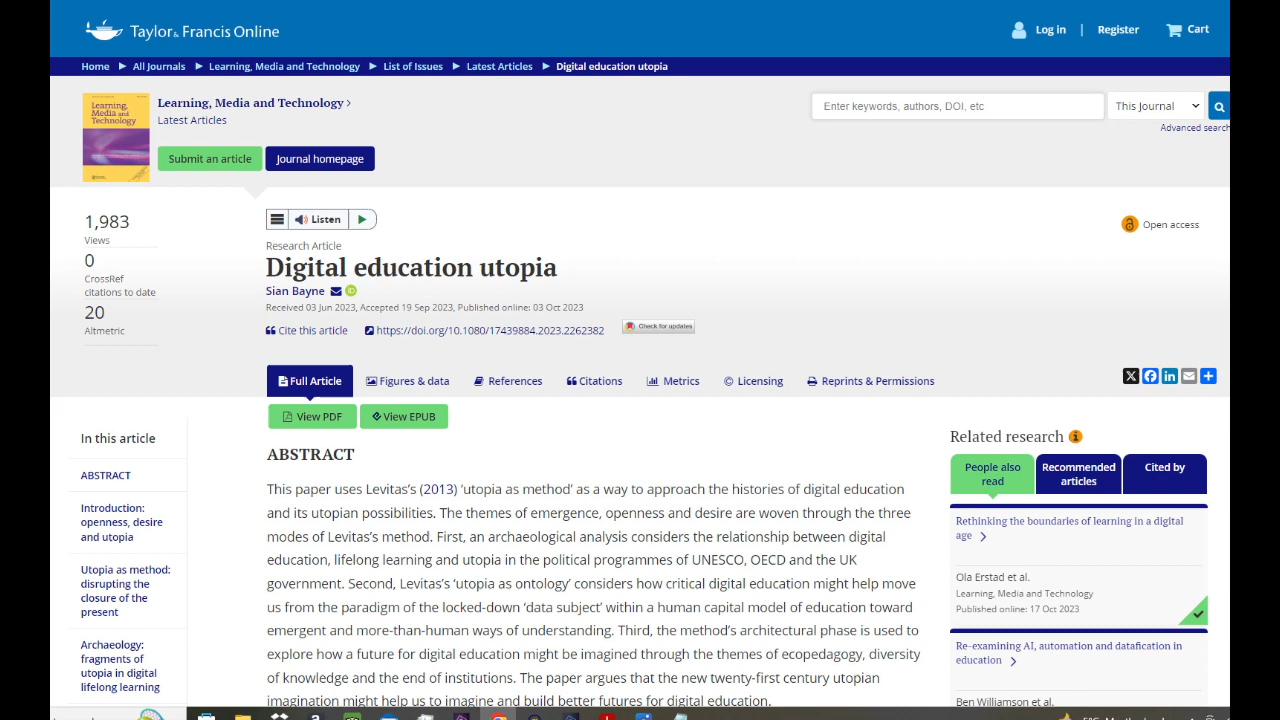 Taylor & Francis Online
Log in | Register Cart
Home All Journals Learning, Media and Technology List of Issues Latest Articles Digital education utopia
Learning, Media and Technology
Learning, Media and Technology
Latest Articles
Enter keywords, authors, DOI, etc
This Journal
Advanced search
Submit an article
Journal homepage
1,983
Views
0
CrossRef
citations to date
20
Altmetric
Listen
Open access
Research Article
Digital education utopia
Sian Bayne
Received 03 Jun 2023, Accepted 19 Sep 2023, Published online: 03 Oct 2023
Cite this article https://doi.org/10.1080/17439884.2023.2262382 Check for updates
Full Article Figures & data References Citations Metrics Licensing Reprints & Permissions
View PDF View EPUB
In this article
ABSTRACT
Introduction:
openness, desire
and utopia
Utopia as method:
disrupting the
closure of the
present
Archaeology:
fragments of
utopia in digital
lifelong learning
ABSTRACT
This paper uses Levitas's (2013) 'utopia as method' as a way to approach the histories of digital education
and its utopian possibilities. The themes of emergence, openness and desire are woven through the three
modes of Levitas's method. First, an archaeological analysis considers the relationship between digital
education, lifelong learning and utopia in the political programmes of UNESCO, OECD and the UK
government. Second, Levitas's 'utopia as ontology' considers how critical digital education might help move
us from the paradigm of the locked-down 'data subject' within a human capital model of education toward
emergent and more-than-human ways of understanding. Third, the method's architectural phase is used to
explore how a future for digital education might be imagined through the themes of ecopedagogy, diversity
of knowledge and the end of institutions. The paper argues that the new twenty-first century utopian
imagination might help us to imagine and build better futures for digital education.
Related research
People also
read
Recommended
articles
Cited by
Rethinking the boundaries of learning in a digital
age
Ola Erstad et al.
Learning, Media and Technology
Published online: 17 Oct 2023
Re-examining AI, automation and datafication in
education
Ben Williamson et al.